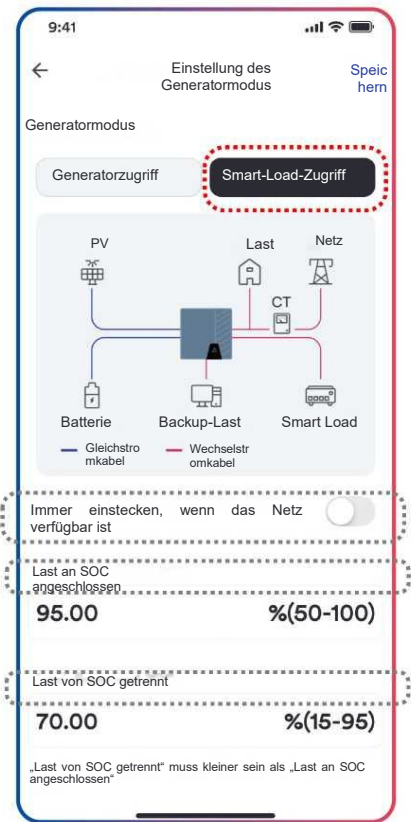 9:41
Einstellung des
Generatormodus
Speic
hern
Generatormodus
Generatorzugriff
Smart-Load-Zugriff
PV
Last
Netz
CT
Batterie
Backup-Last
Smart Load
Gleichstro
mkabel
Wechselstr
omkabel
Immer einstecken, wenn das Netz
verfügbar ist
Last an SOC
angeschlossen
95.00 %(50-100)
Last von SOC getrennt
70.00 %(15-95)
„Last von SOC getrennt“ muss kleiner sein als „Last an SOC
angeschlossen“